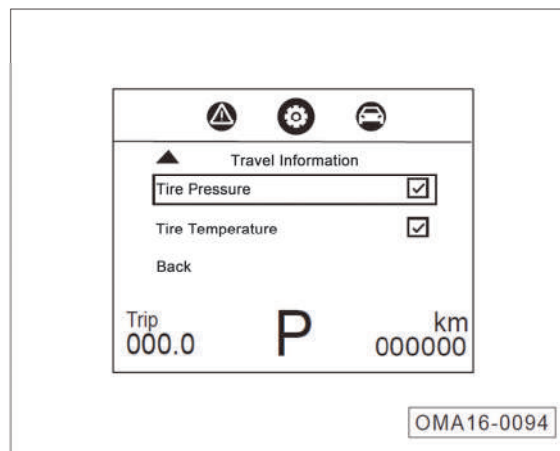 Travel Information
Tire Pressure
Tire Temperature
Back
Trip
km
000.0
P
000000
OMA16-0094